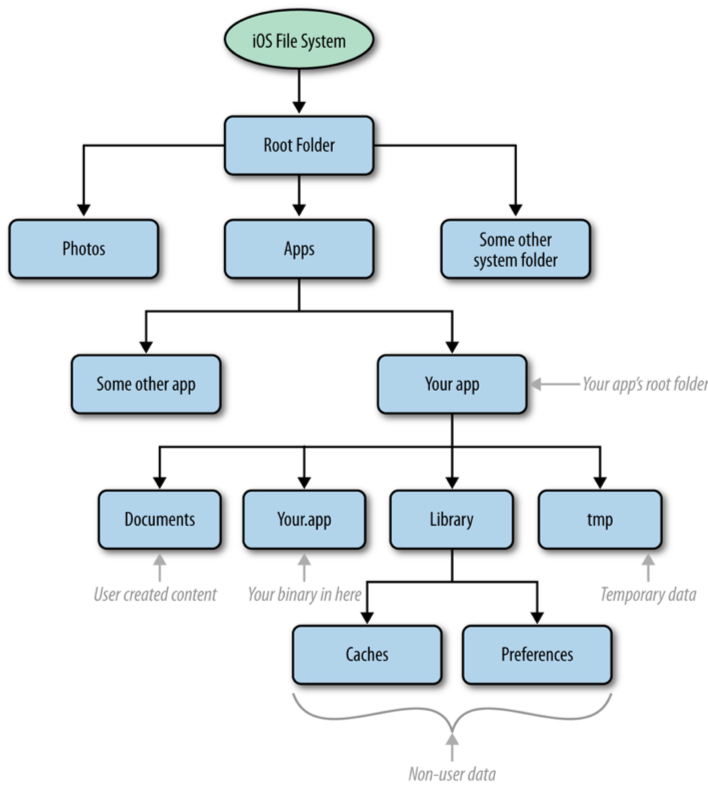 iOS File System
Root Folder
Photos
Apps
Some other
system folder
Some other app
Your app
Your app's root folder
Documents
Your.app
Library
tmp
User created content
Your binary in here
Temporary data
Caches
Preferences
Non-user data